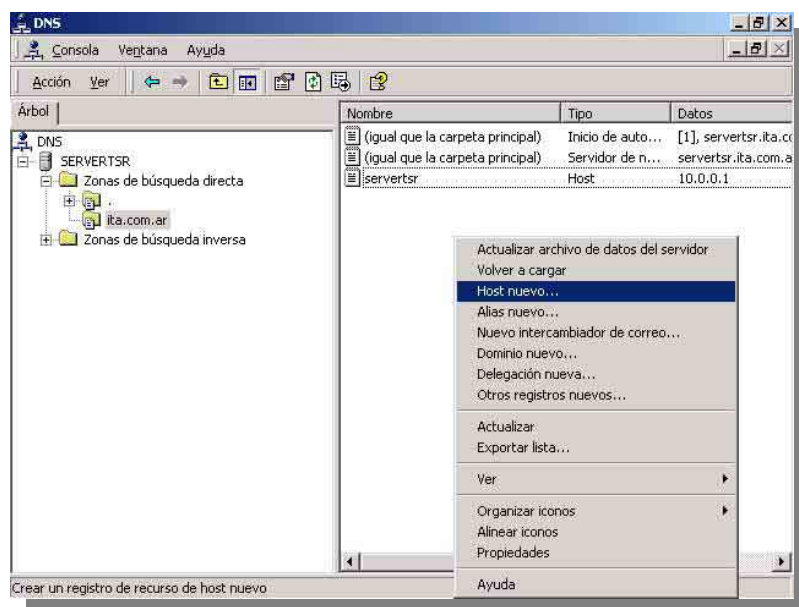 DNS
Consola Ventana Ayuda
Acción Ver
Árbol
DNS
SERVERTSR
Zonas de búsqueda directa
.
ita.com.ar
Zonas de búsqueda inversa
Nombre Tipo Datos
(igual que la carpeta principal) Inicio de auto... [1], servertsr.ita.co
(igual que la carpeta principal) Servidor de n... servertsr.ita.com.a
servertsr Host 10.0.0.1
Actualizar archivo de datos del servidor
Volver a cargar
Host nuevo...
Alias nuevo...
Nuevo intercambiador de correo...
Dominio nuevo...
Delegación nueva...
Otros registros nuevos...
Actualizar
Exportar lista...
Ver
Organizar iconos
Alinear iconos
Propiedades
Ayuda
Crear un registro de recurso de host nuevo